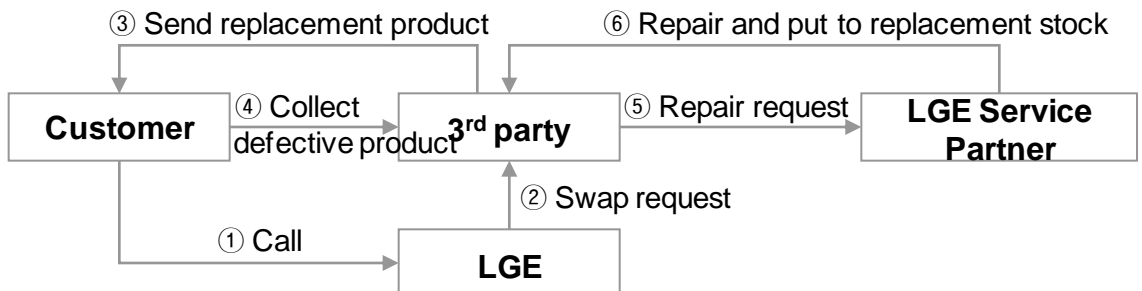 ③ Send replacement product
⑥ Repair and put to replacement stock
Customer
④ Collect
defective product
3rd party
⑤ Repair request
LGE Service
Partner
② Swap request
① Call
LGE